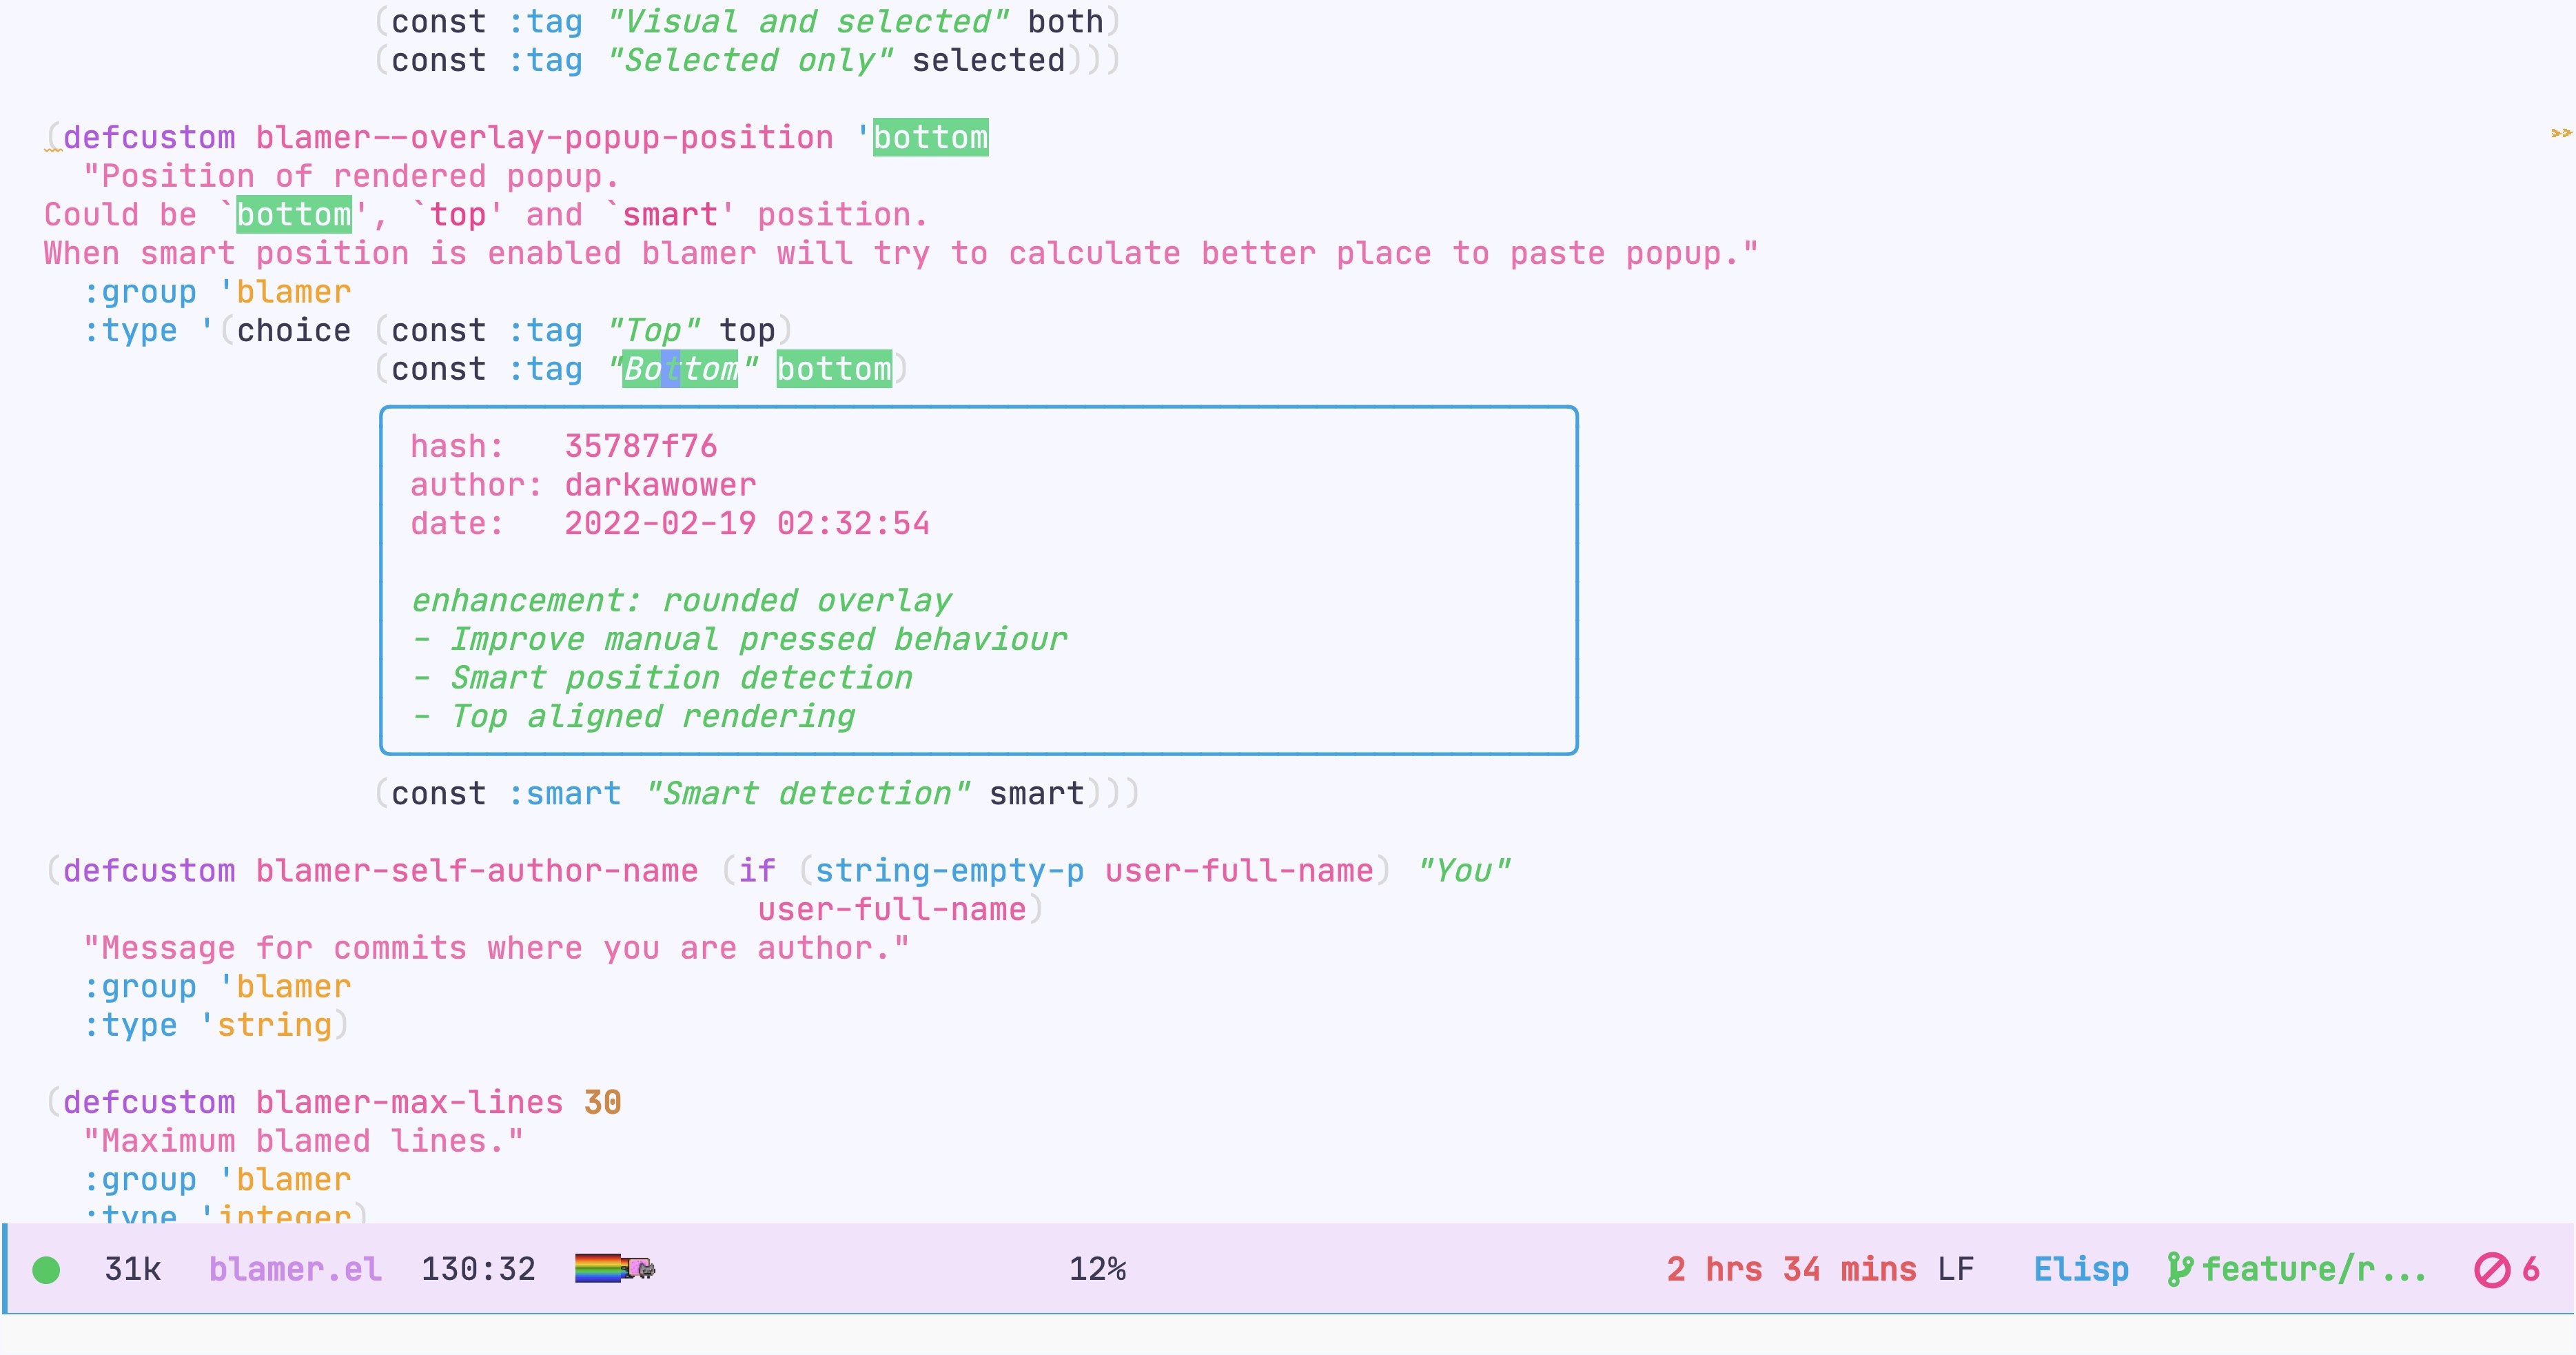 (const :tag "Visual and selected" both)
(const :tag "Selected only" selected)))
(defcustom blamer--overlay-popup-position 'bottom
"Position of rendered popup.
Could be `bottom', `top' and `smart' position.
When smart position is enabled blamer will try to calculate better place to paste popup."
:group 'blamer
:type '(choice (const :tag "Top" top)
(const :tag "Bottom" bottom)
hash: 35787f76
author: darkawower
date: 2022-02-19 02:32:54
enhancement: rounded overlay
- Improve manual pressed behaviour
- Smart position detection
- Top aligned rendering
(const :smart "Smart detection" smart)))
(defcustom blamer-self-author-name (if (string-empty-p user-full-name) "You"
user-full-name)
"Message for commits where you are author."
:group 'blamer
:type 'string)
(defcustom blamer-max-lines 30
"Maximum blamed lines."
:group 'blamer
:type 'integer)
31k blamer.el 130:32 12% 2 hrs 34 mins LF Elisp feature/r... 6